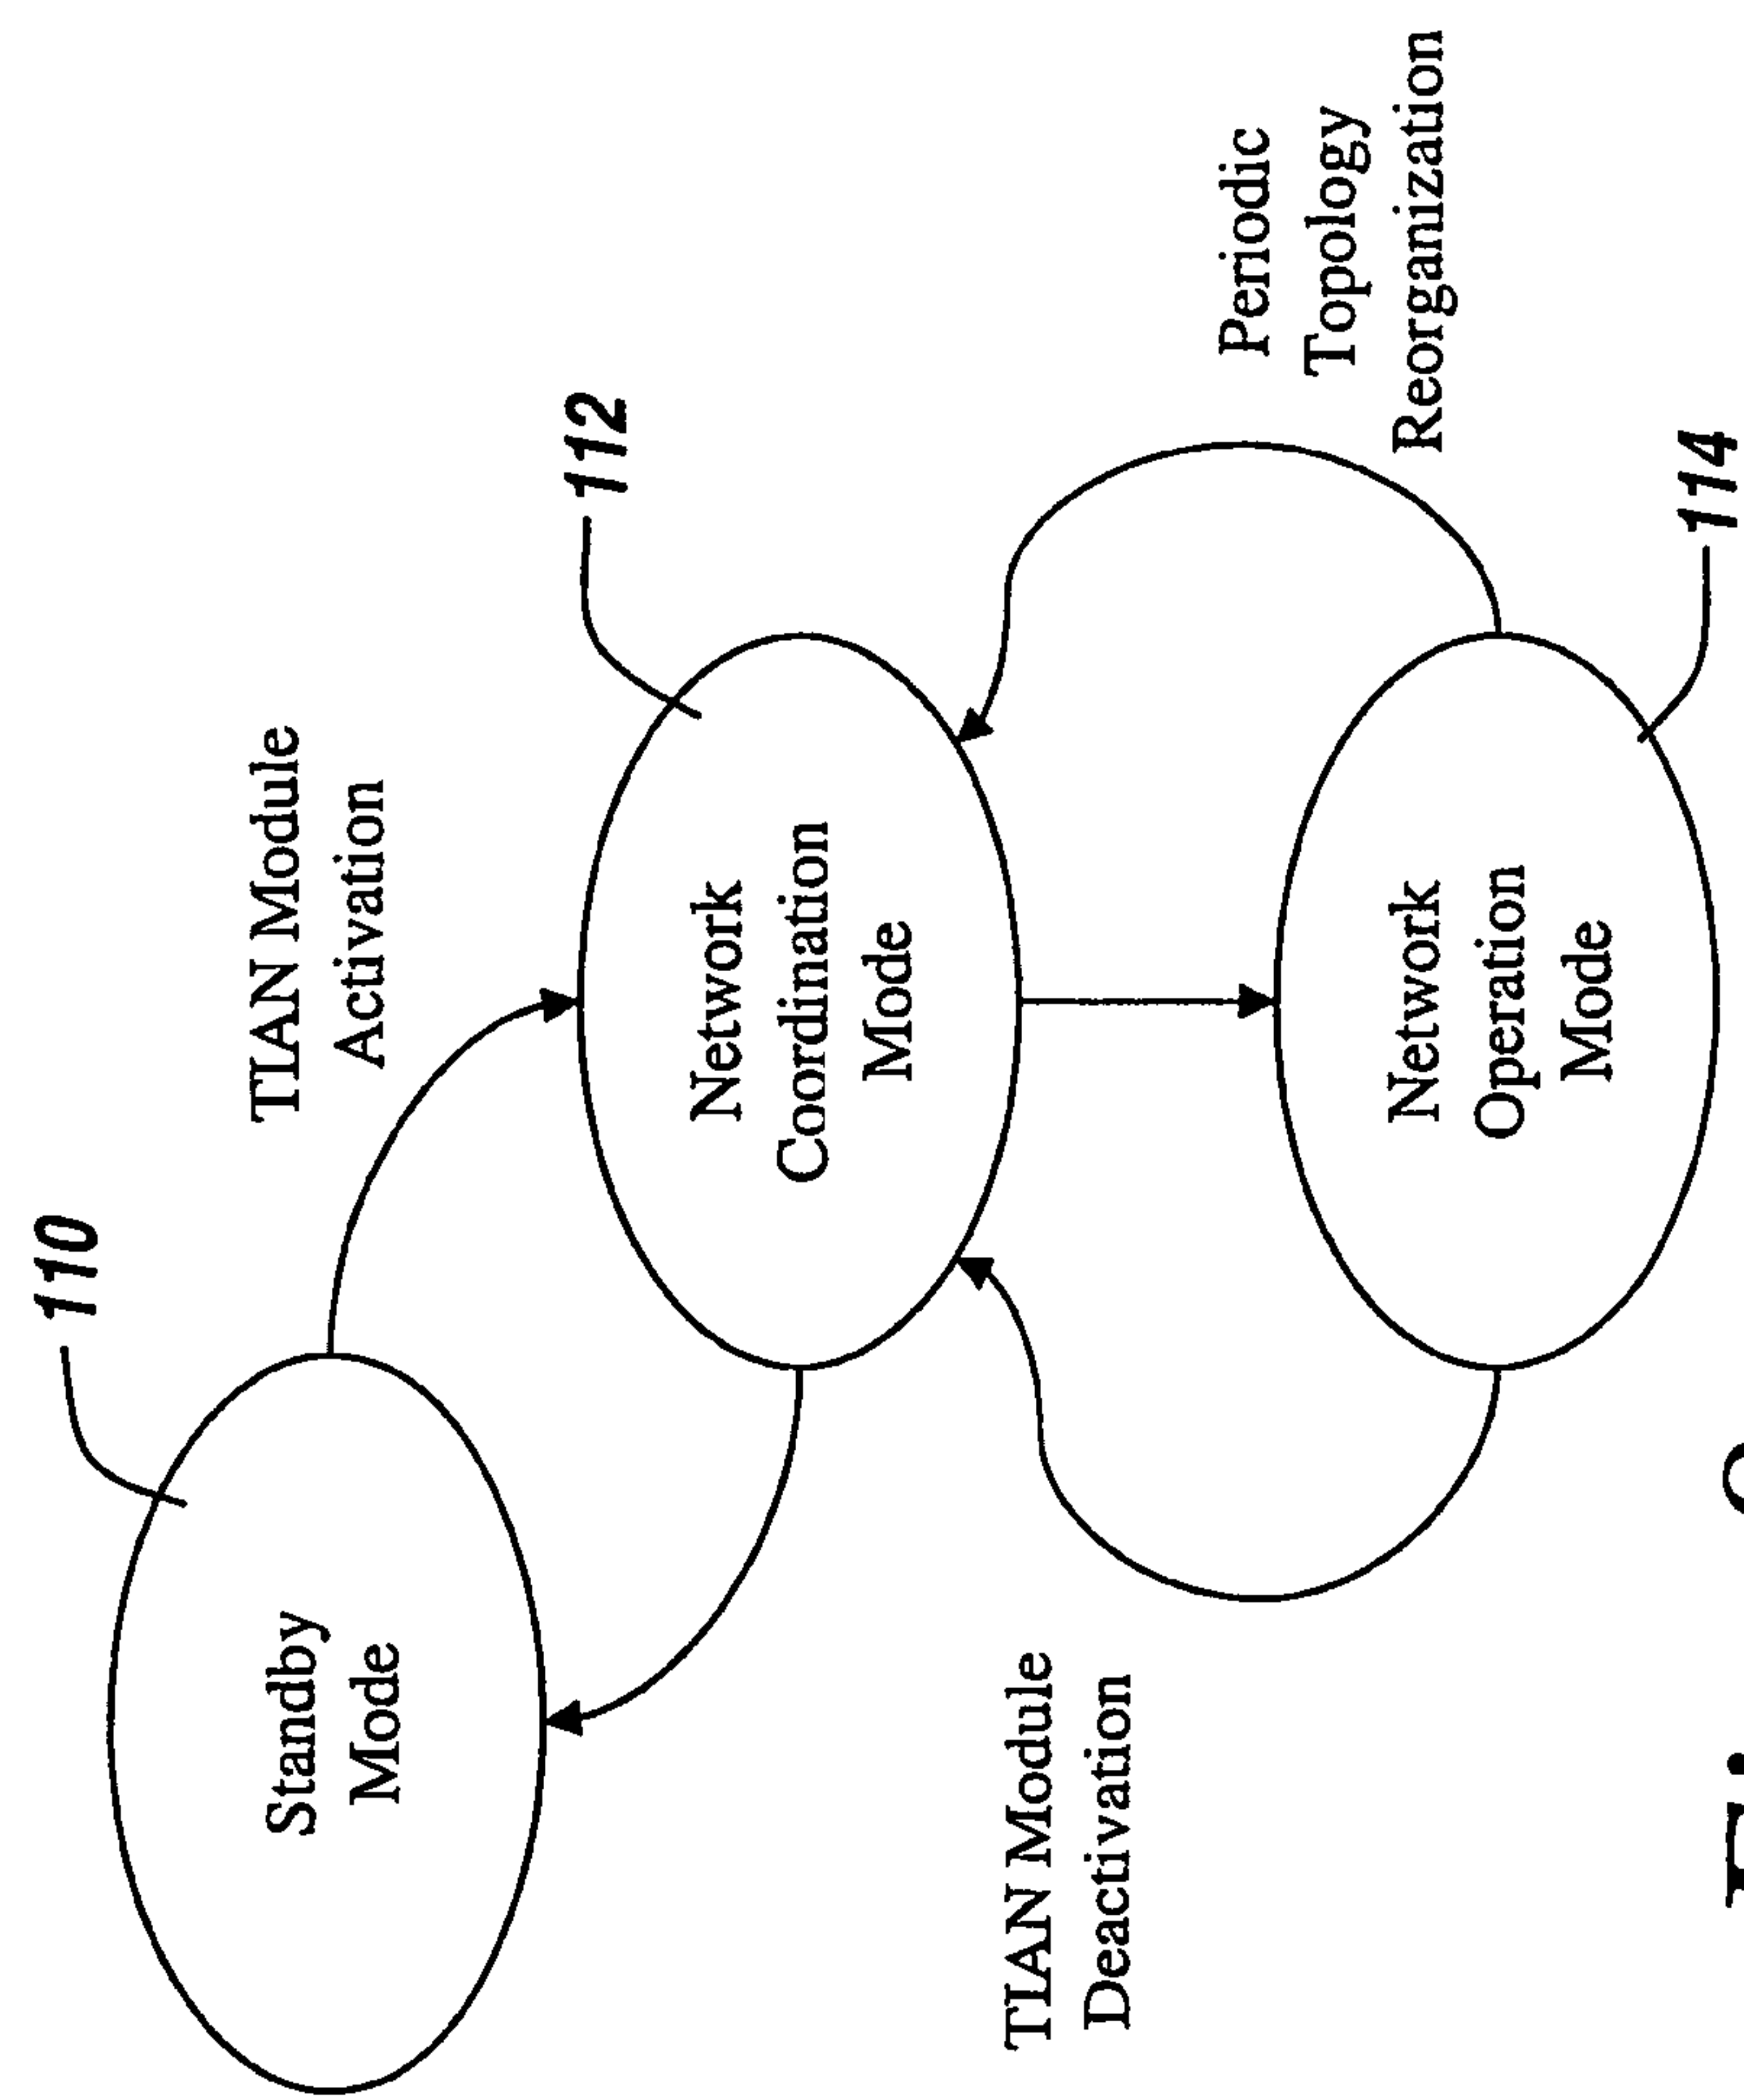 110
Standby
Mode
TIAN Module
Activation
112
Network
Coordination
Mode
TIAN Module
Deactivation
Periodic
Topology
Reorganization
114
Network
Operation
Mode